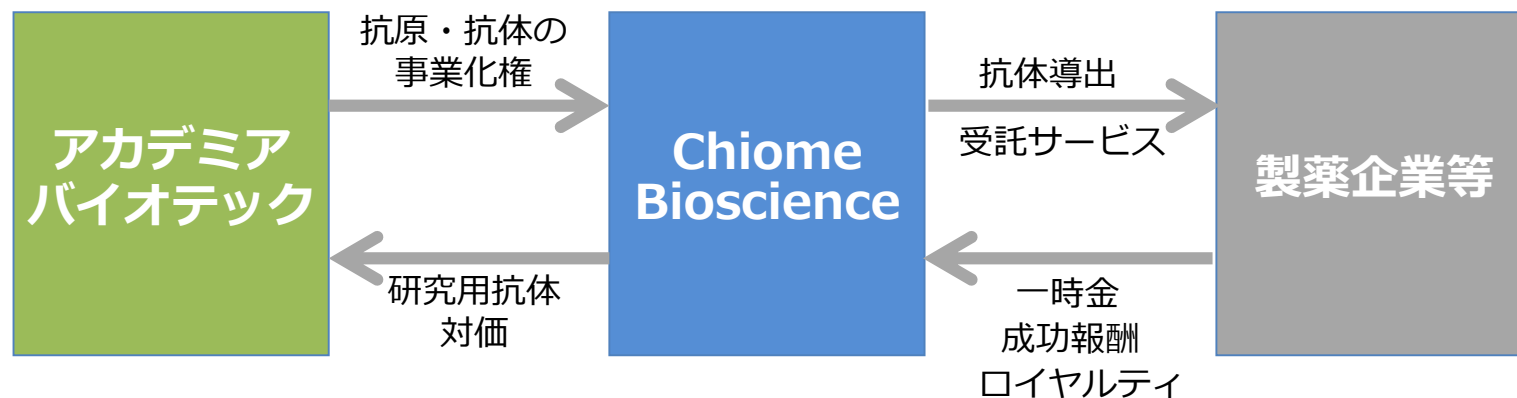 アカデミア
バイオテック
抗原・抗体の
事業化権
研究用抗体
対価
Chiome
Bioscience
抗体導出
受託サービス
一時金
成功報酬
ロイヤルティ
製薬企業等